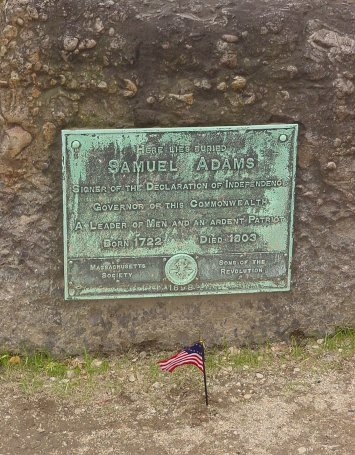 Here lies buried
Samuel Adams
Signer of the Declaration of Independence
Governor of this Commonwealth
A Leader of Men and an ardent Patriot
Born 1722 Died 1803
Massachusetts Society
Sons of the Revolution
1898